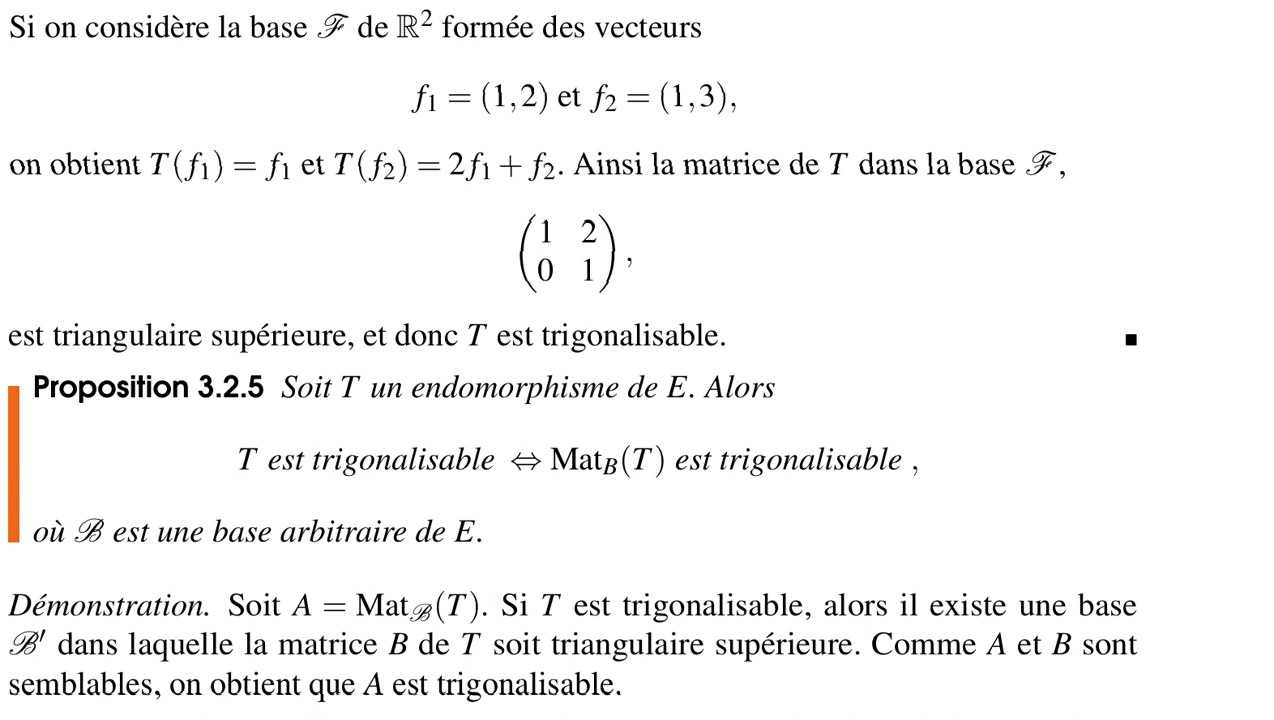 Si on considère la base ℱ de ℝ² formée des vecteurs
f₁ = (1,2) et f₂ = (1,3),
on obtient T(f₁) = f₁ et T(f₂) = 2f₁ + f₂. Ainsi la matrice de T dans la base ℱ,
(1 2
0 1),
est triangulaire supérieure, et donc T est trigonalisable. ■
Proposition 3.2.5 Soit T un endomorphisme de E. Alors
T est trigonalisable ⇔ Mat_B(T) est trigonalisable ,
où ℬ est une base arbitraire de E.
Démonstration. Soit A = Mat_ℬ(T). Si T est trigonalisable, alors il existe une base
ℬ′ dans laquelle la matrice B de T soit triangulaire supérieure. Comme A et B sont
semblables, on obtient que A est trigonalisable.